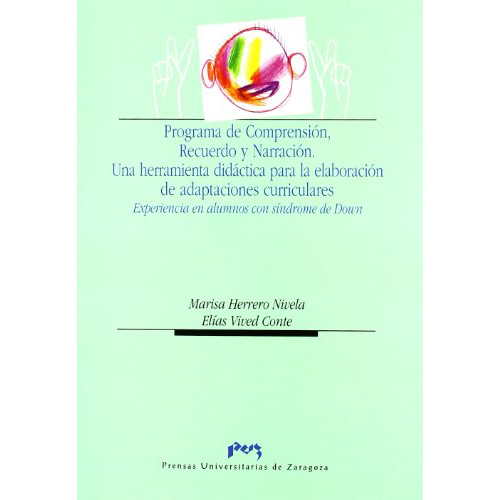 Programa de Comprensión,
Recuerdo y Narración.
Una herramienta didáctica para la elaboración
de adaptaciones curriculares
Experiencia en alumnos con síndrome de Down
Marisa Herrero Nivela
Elías Vived Conte
puz
Prensas Universitarias de Zaragoza